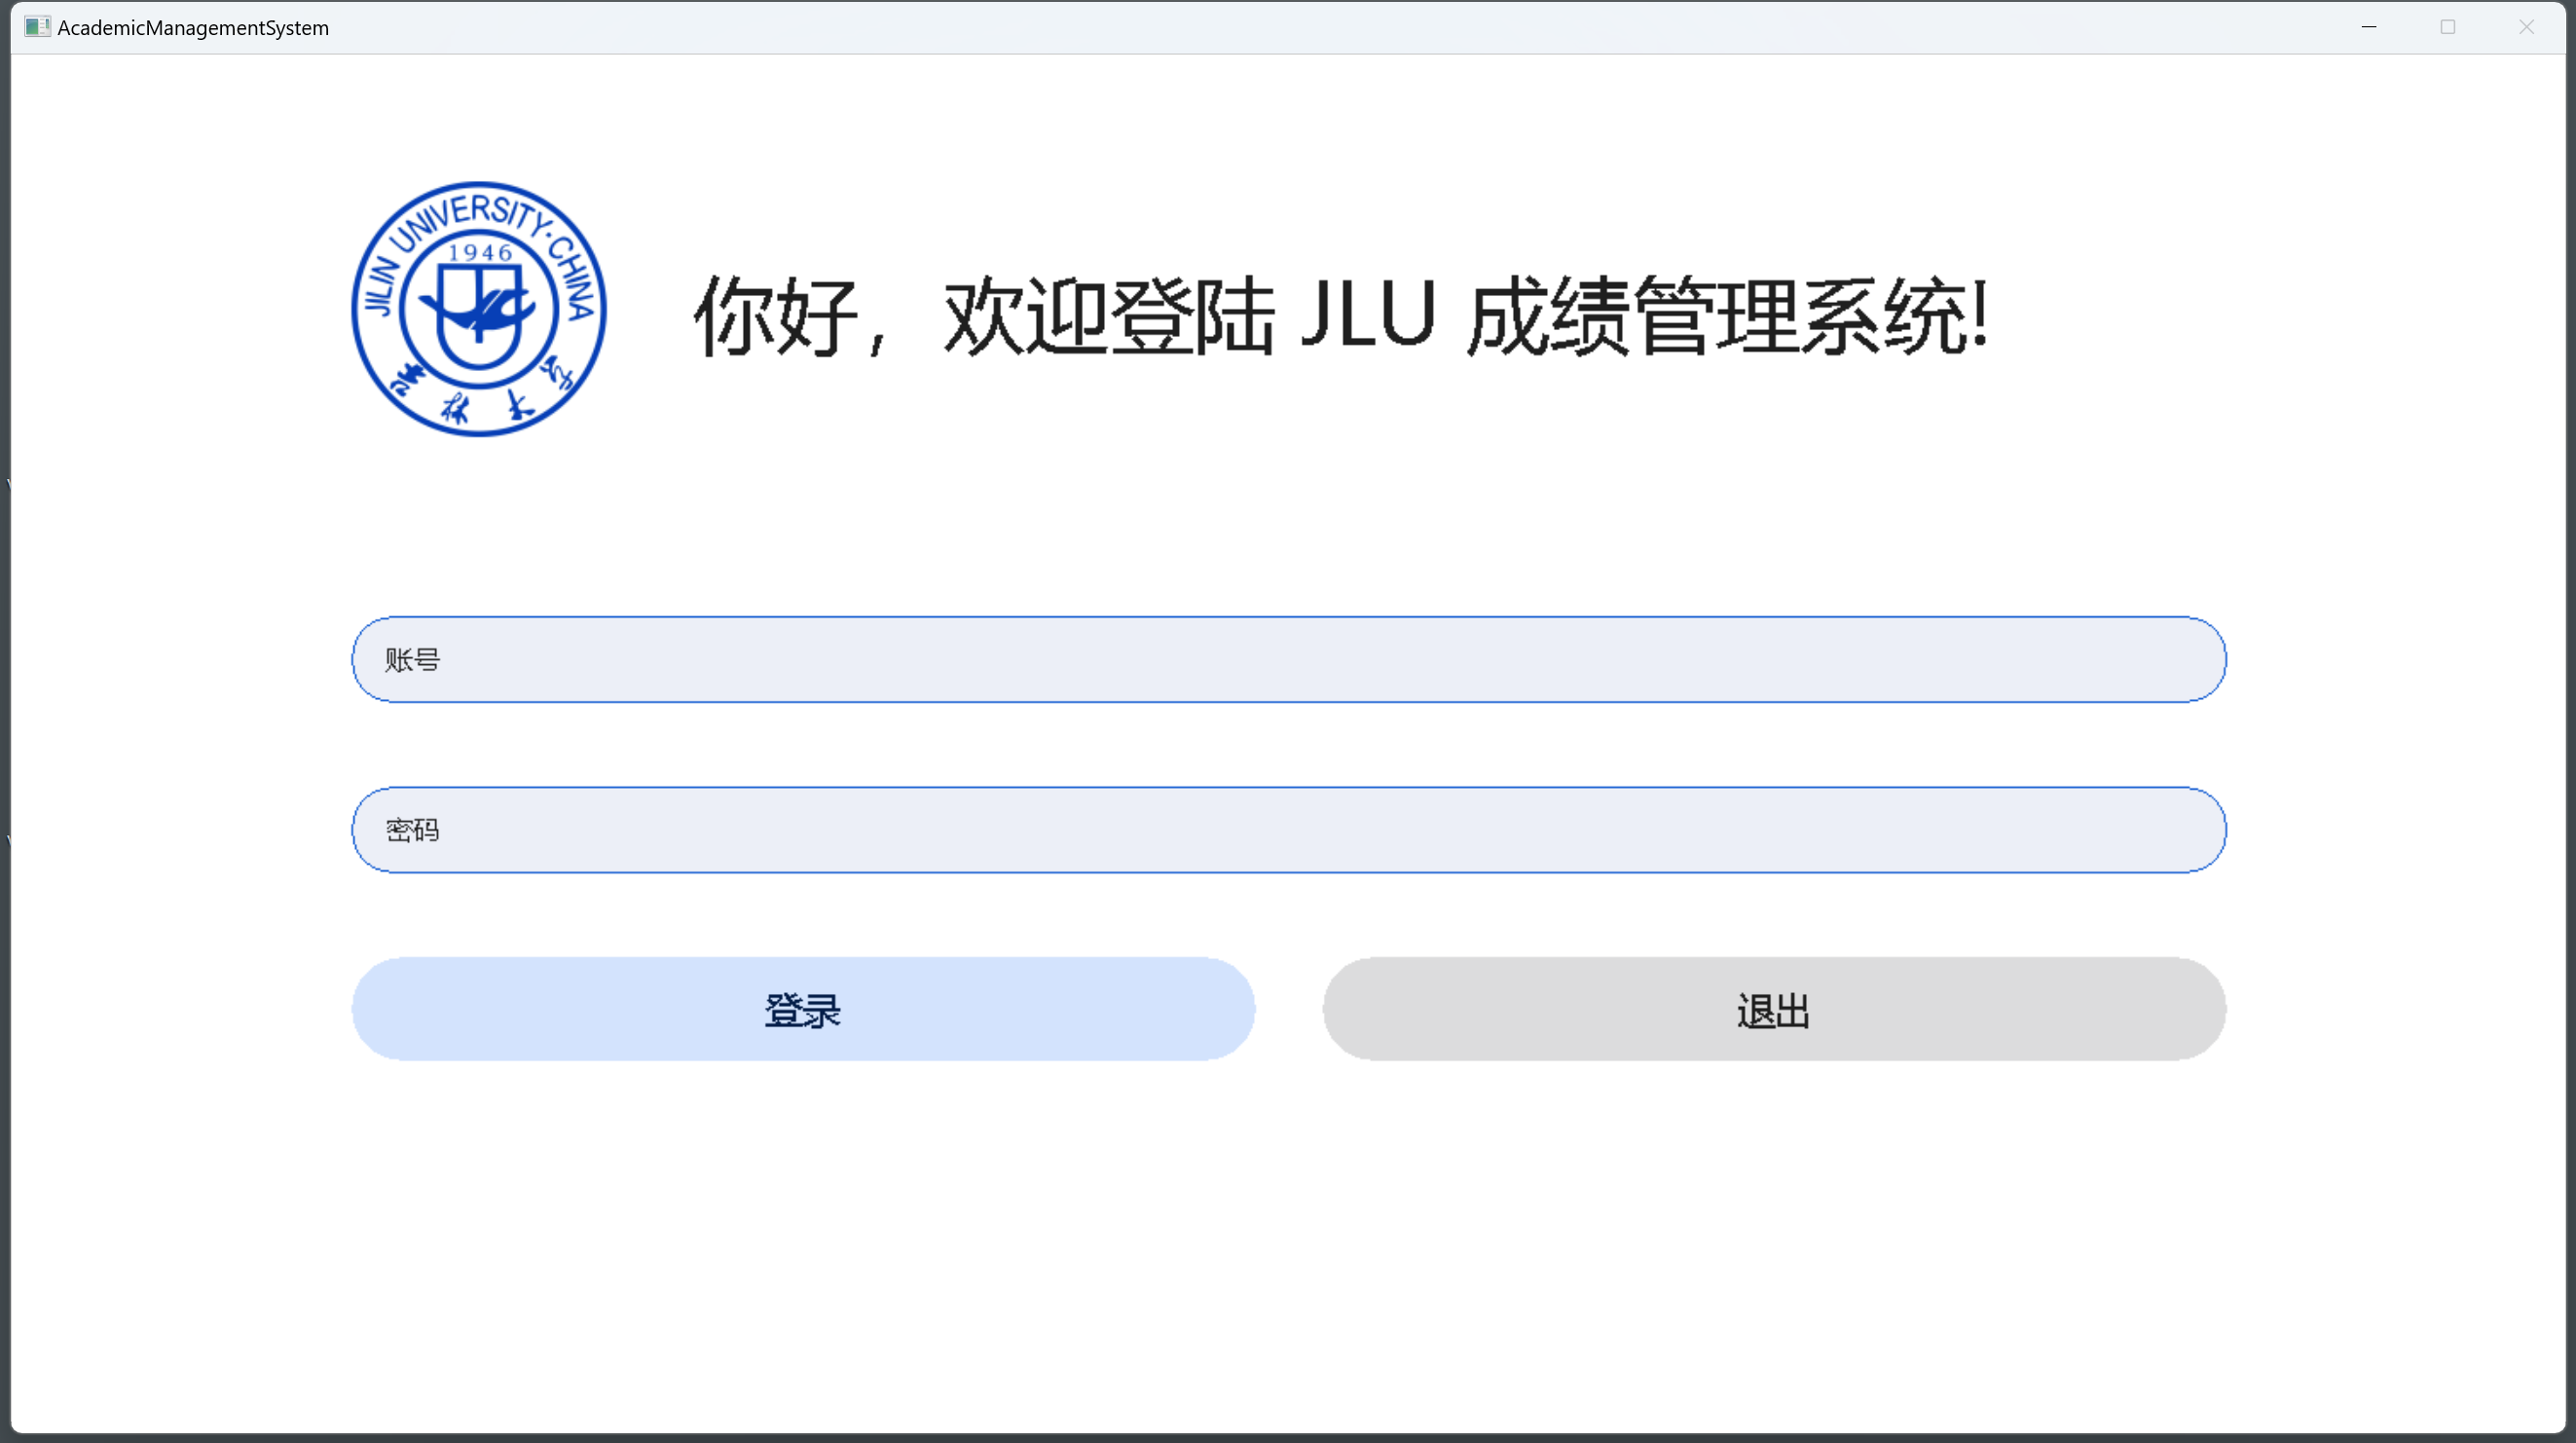 AcademicManagementSystem
JILIN UNIVERSITY·CHINA
1946
吉林大学
你好，欢迎登陆 JLU 成绩管理系统!
账号
密码
登录
退出